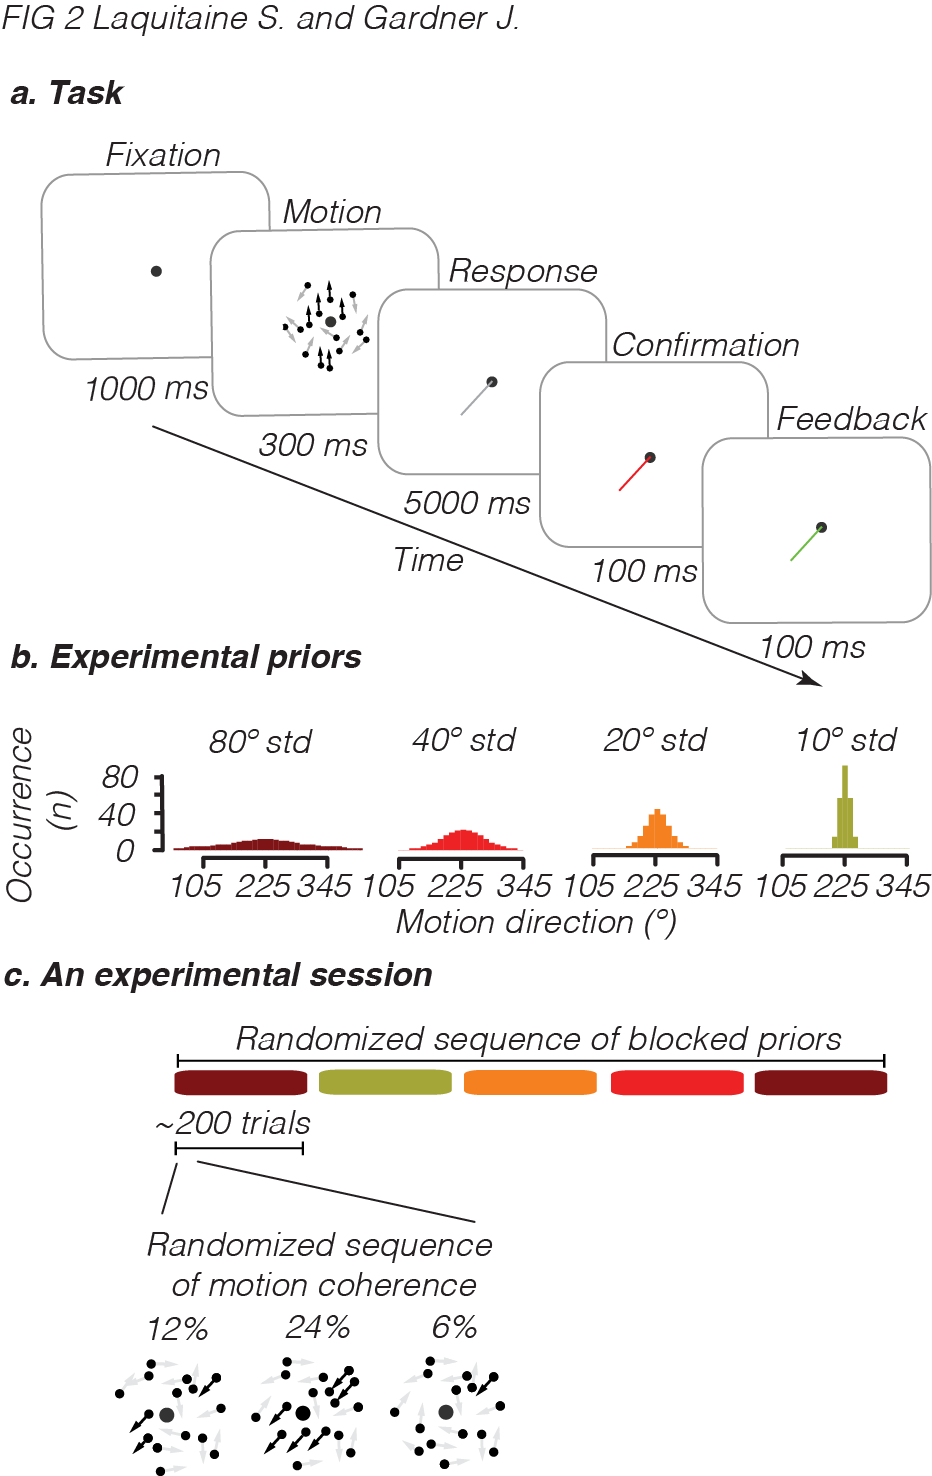 FIG 2 Laquitaine S. and Gardner J.
a. Task
Fixation
Motion
Response
Confirmation
Feedback
1000 ms
300 ms
5000 ms
100 ms
100 ms
Time
b. Experimental priors
80° std
40° std
20° std
10° std
Occurrence
(n)
80
40
0
105 225 345
105 225 345
105 225 345
105 225 345
Motion direction (°)
c. An experimental session
Randomized sequence of blocked priors
~200 trials
Randomized sequence
of motion coherence
12% 24% 6%